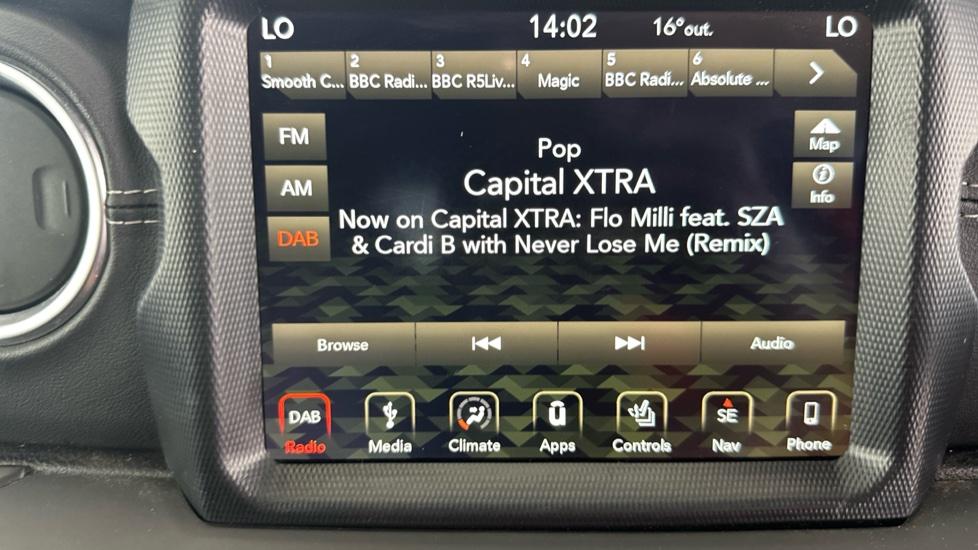 LO 14:02 16°out. LO
1 2 3 4 5 6
Smooth C... BBC Radi... BBC R5Liv... Magic BBC Radi... Absolute ...
FM
Map
Pop
AM
Capital XTRA
Info
DAB
Now on Capital XTRA: Flo Milli feat. SZA
& Cardi B with Never Lose Me (Remix)
Browse Audio
DAB SE
Radio Media Climate Apps Controls Nav Phone